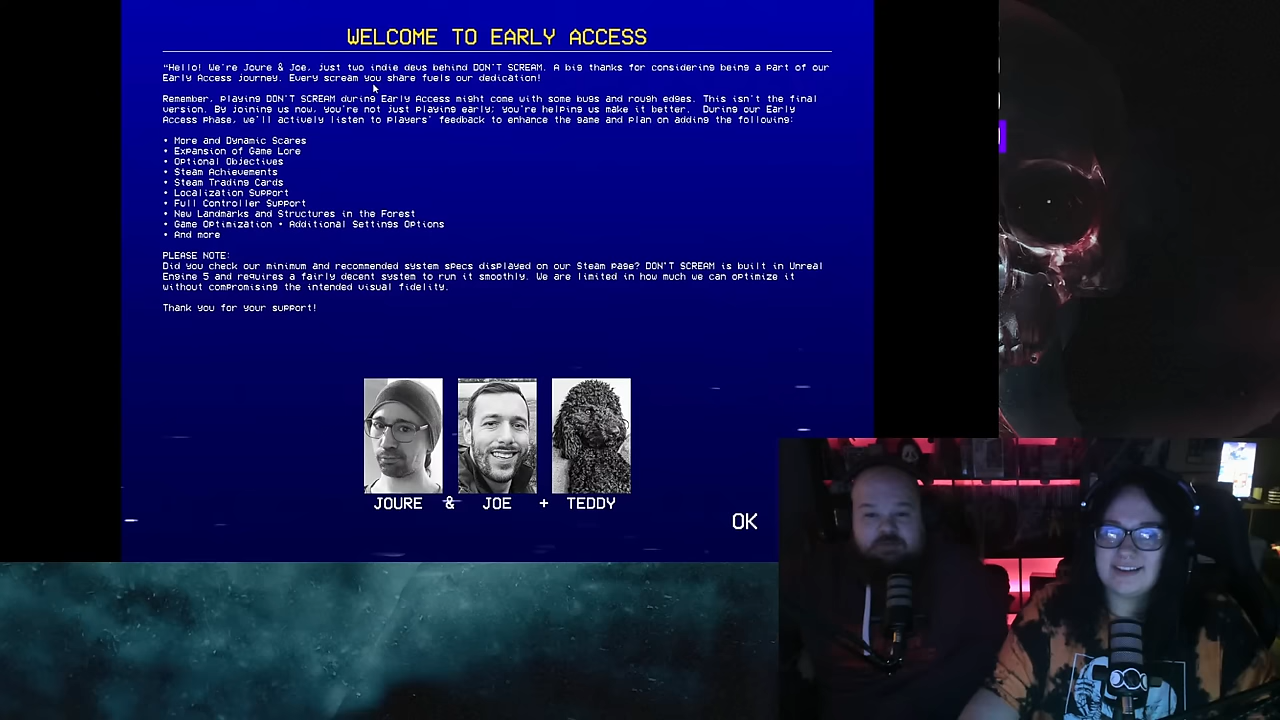 WELCOME TO EARLY ACCESS
"Hello! We're Joure & Joe, just two indie devs behind DON'T SCREAM. A big thanks for considering being a part of our
Early Access journey. Every scream you share fuels our dedication!
Remember, playing DON'T SCREAM during Early Access might come with some bugs and rough edges. This isn't the final
version. By joining us now, you're not just playing early; you're helping us make it better. During our Early
Access phase, we'll actively listen to players' feedback to enhance the game and plan on adding the following:
• More and Dynamic Scares
• Expansion of Game Lore
• Optional Objectives
• Steam Achievements
• Steam Trading Cards
• Localization Support
• Full Controller Support
• New Landmarks and Structures in the Forest
• Game Optimization • Additional Settings Options
• And more
PLEASE NOTE:
Did you check our minimum and recommended system specs displayed on our Steam page? DON'T SCREAM is built in Unreal
Engine 5 and requires a fairly decent system to run it smoothly. We are limited in how much we can optimize it
without compromising the intended visual fidelity.
Thank you for your support!
JOURE & JOE + TEDDY
OK